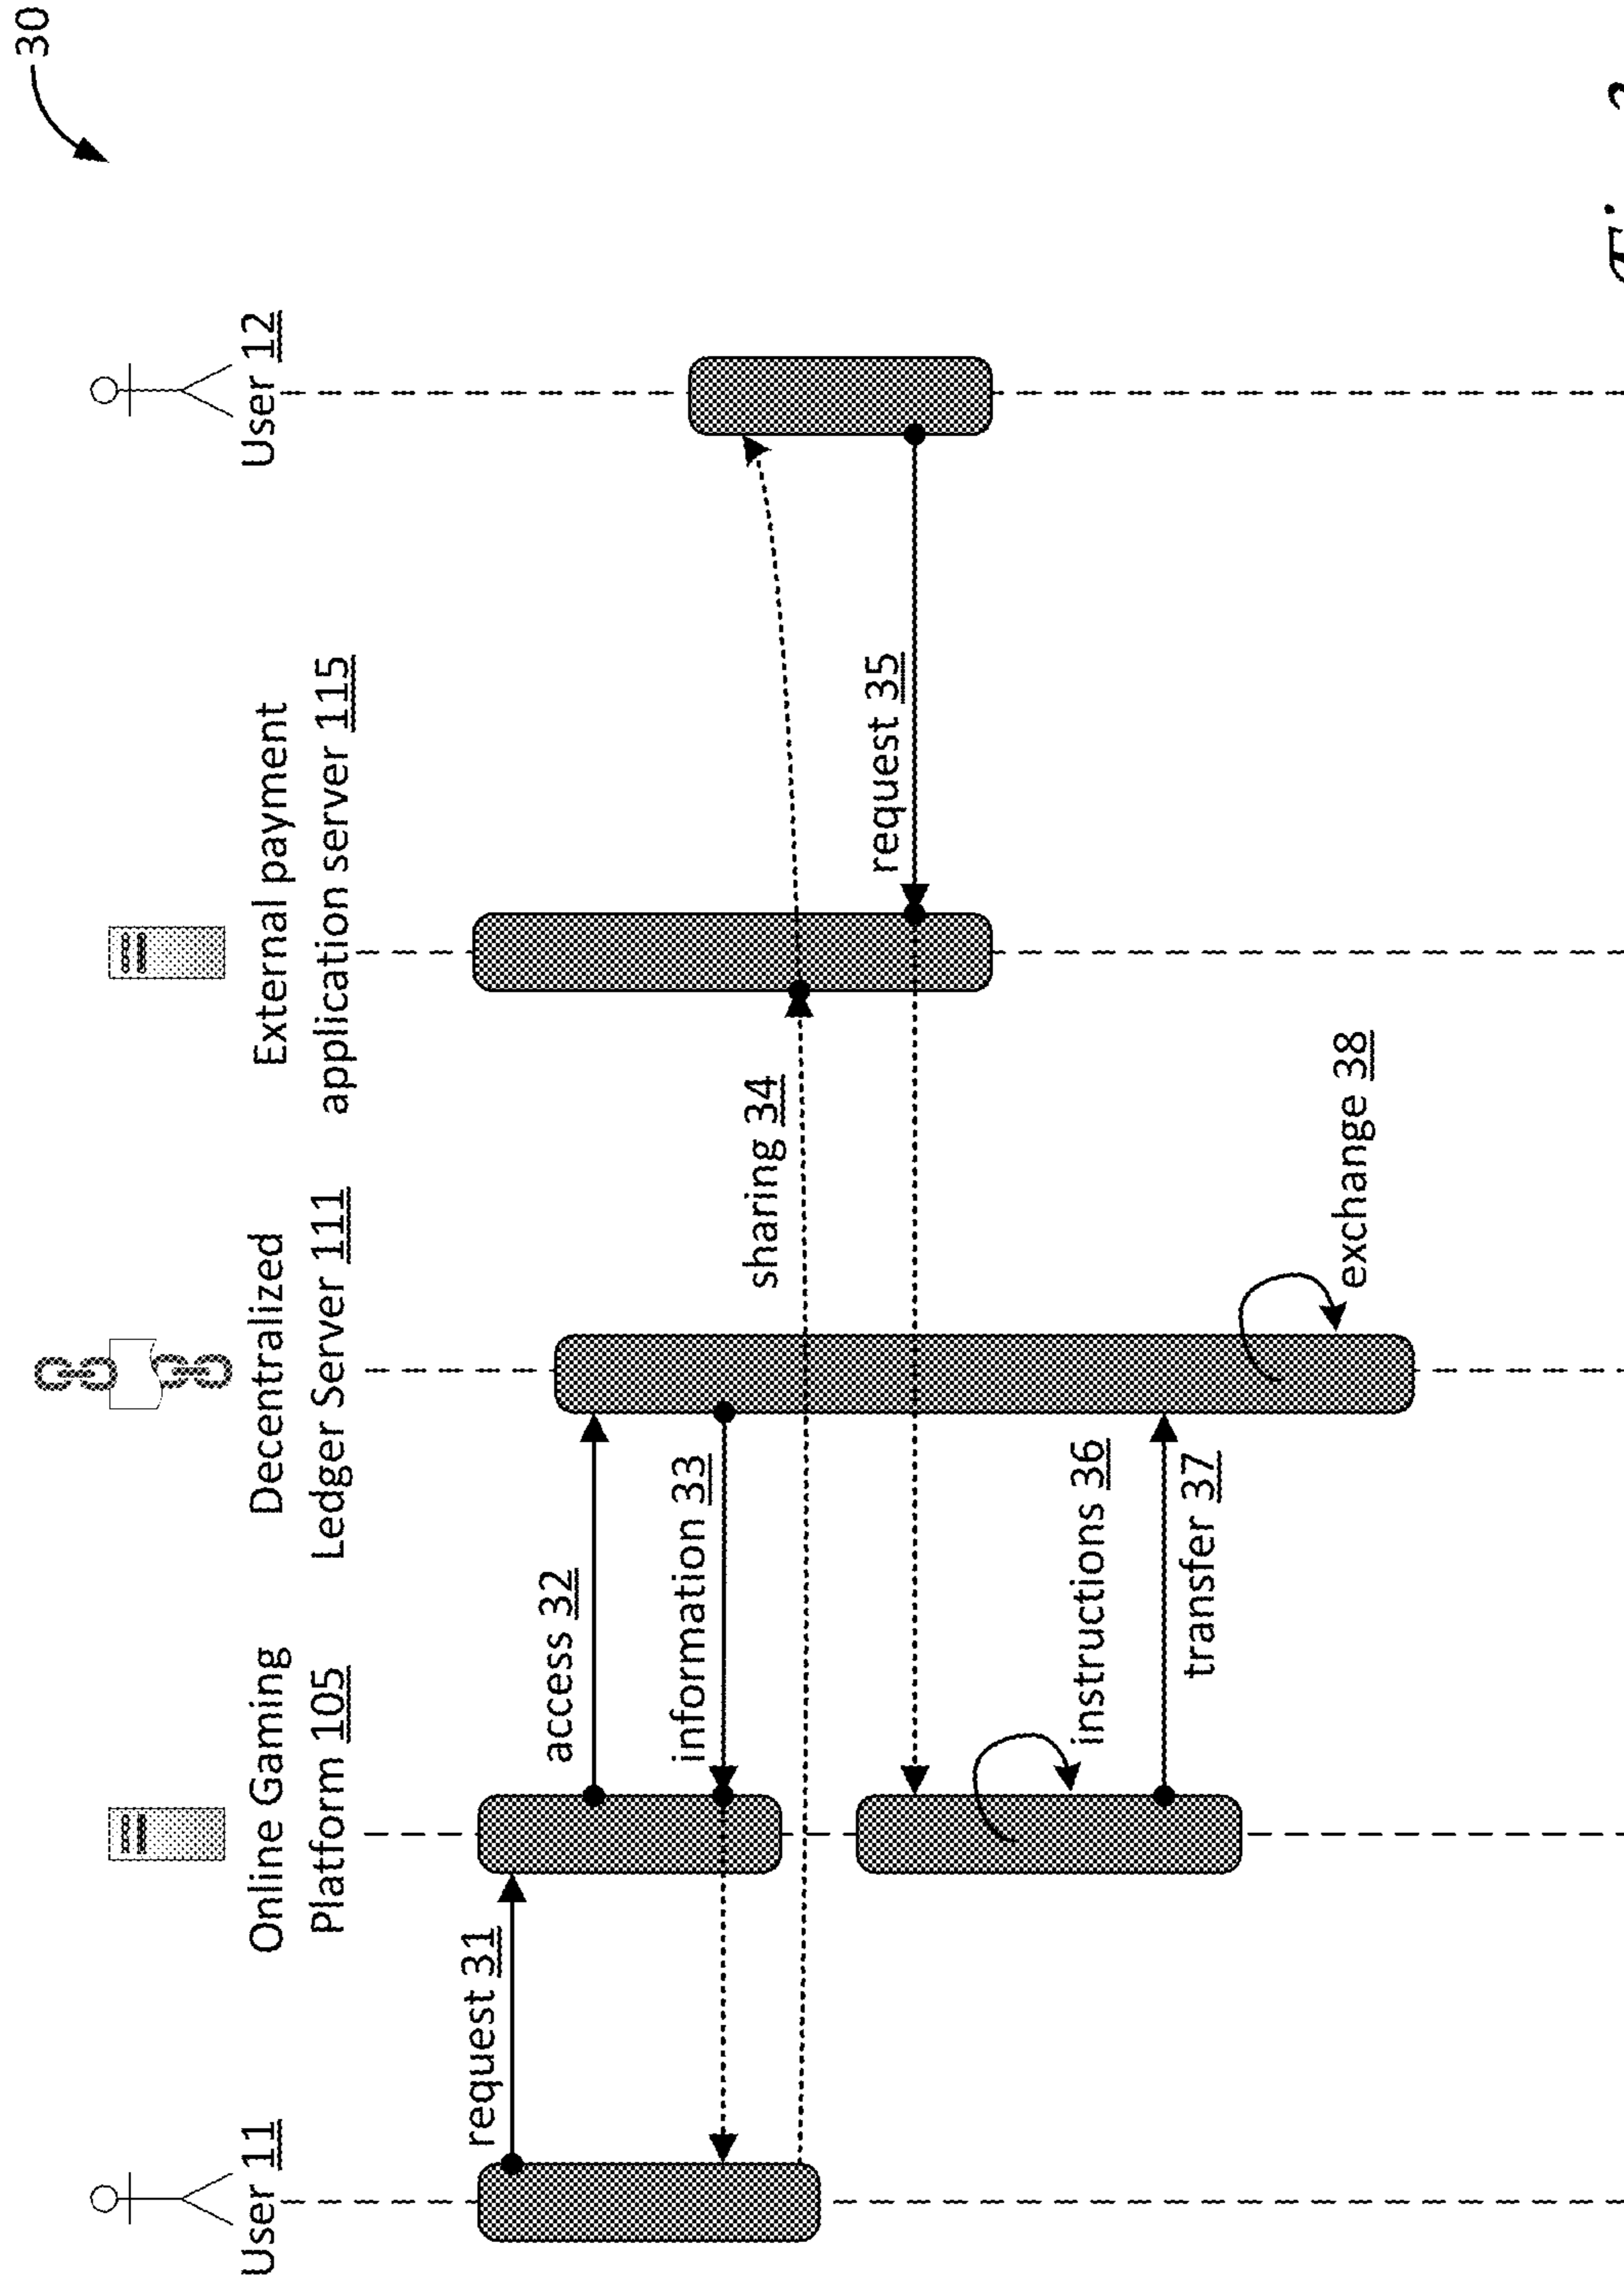 30
User 11
Online Gaming
Platform 105
Decentralized
Ledger Server 111
External payment
application server 115
User 12
request 31
access 32
information 33
sharing 34
request 35
instructions 36
transfer 37
exchange 38